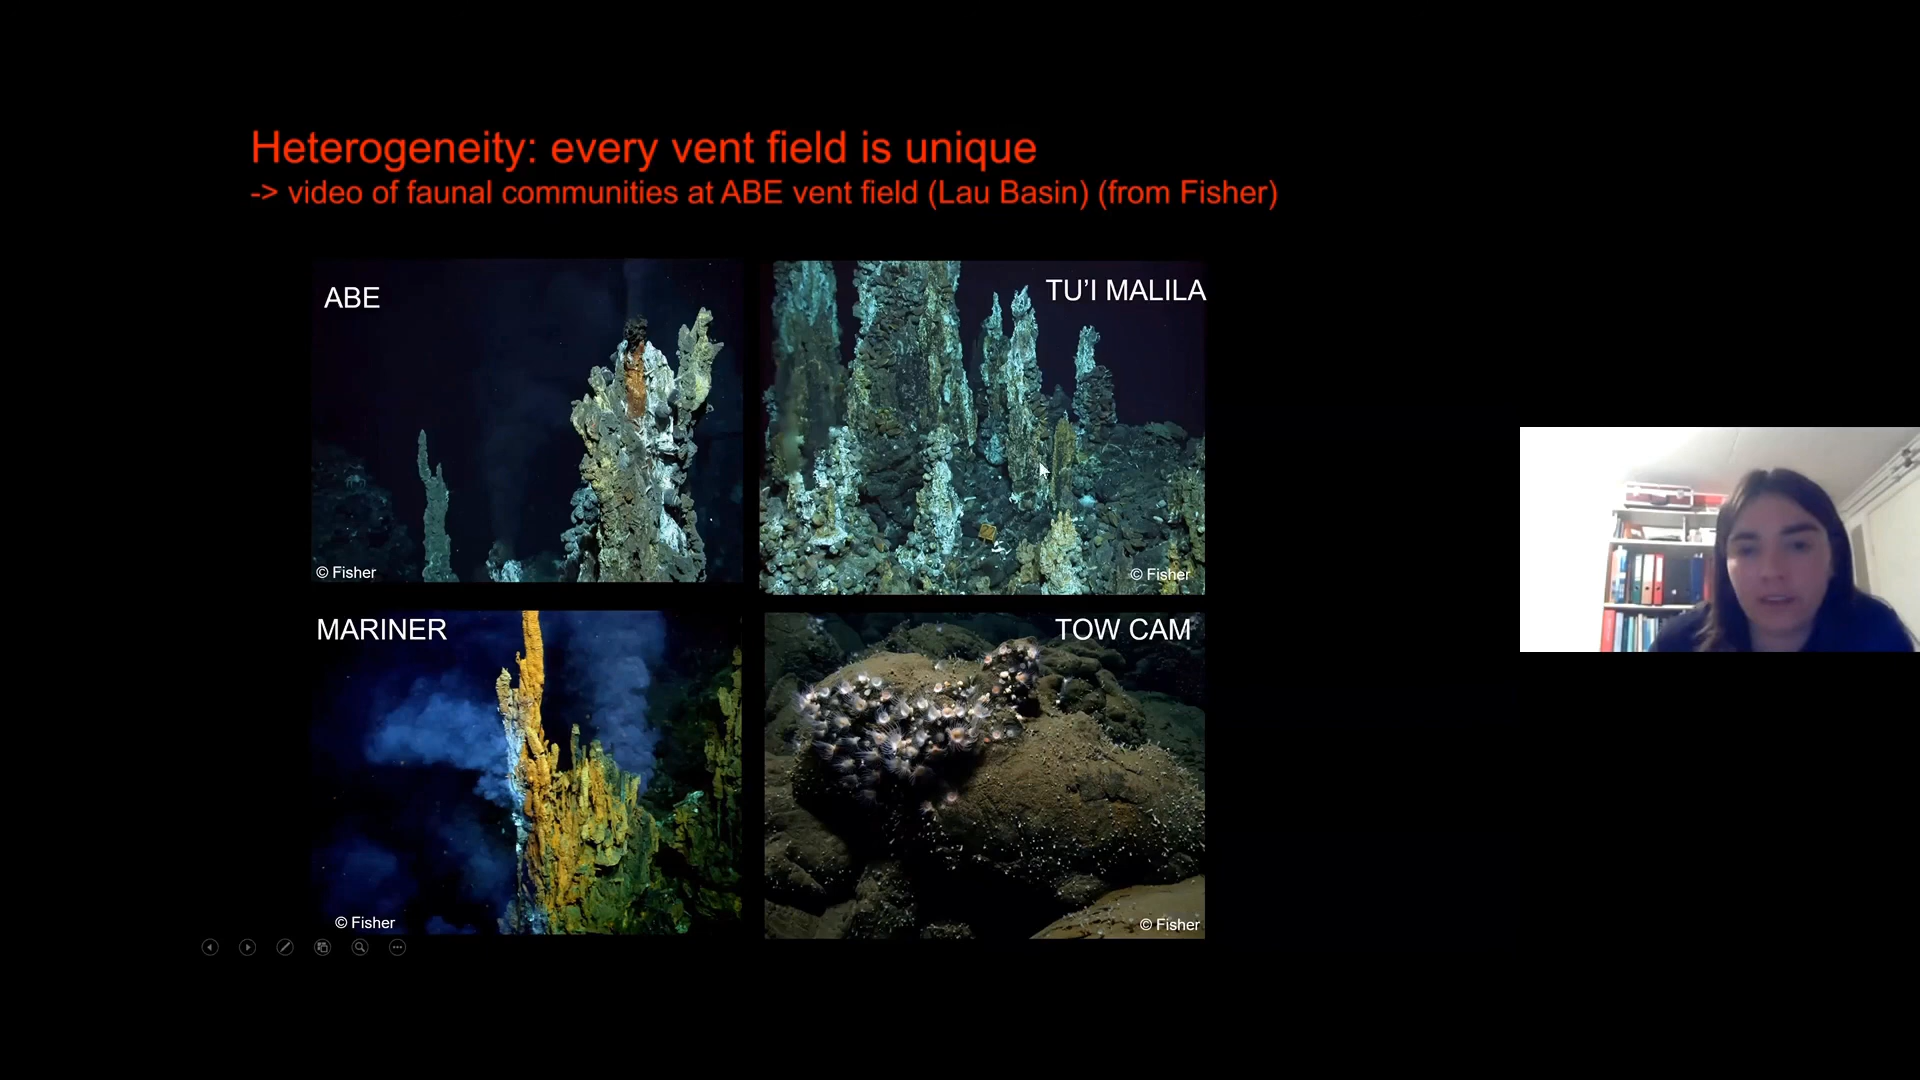 Heterogeneity: every vent field is unique
-> video of faunal communities at ABE vent field (Lau Basin) (from Fisher)
ABE
TU’I MALILA
© Fisher
© Fisher
MARINER
TOW CAM
© Fisher
© Fisher